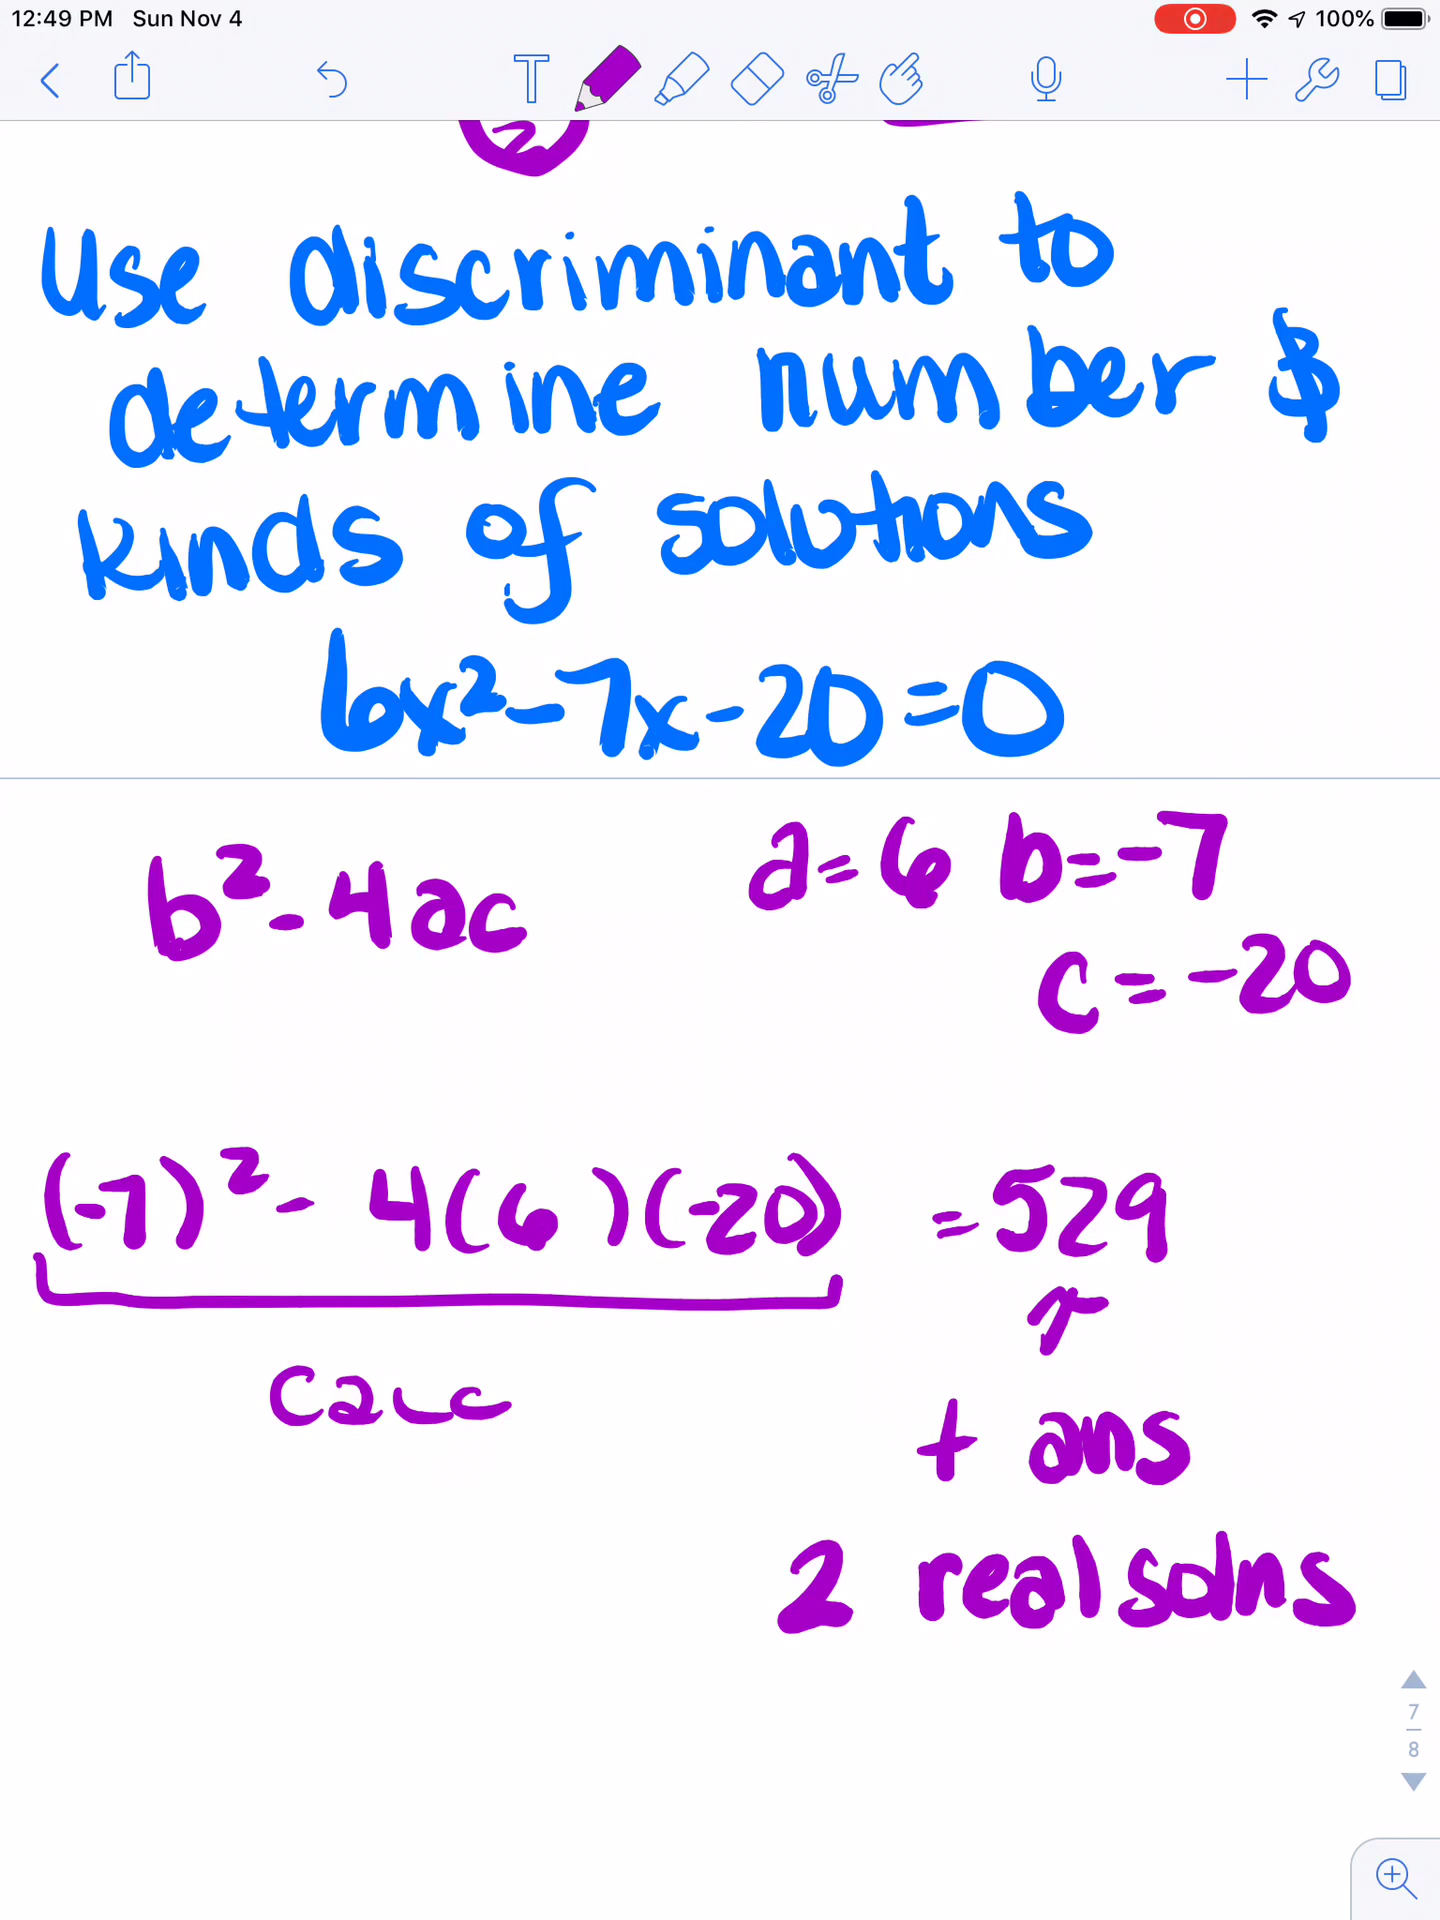 12:49 PM Sun Nov 4 100%
T
2
Use discriminant to
determine number &
kinds of solutions
6x² - 7x - 20 = 0
b² - 4ac
a = 6 b = -7
c = -20
(-7)² - 4(6)(-20) = 529
calc
+ ans
2 real solns
7
8